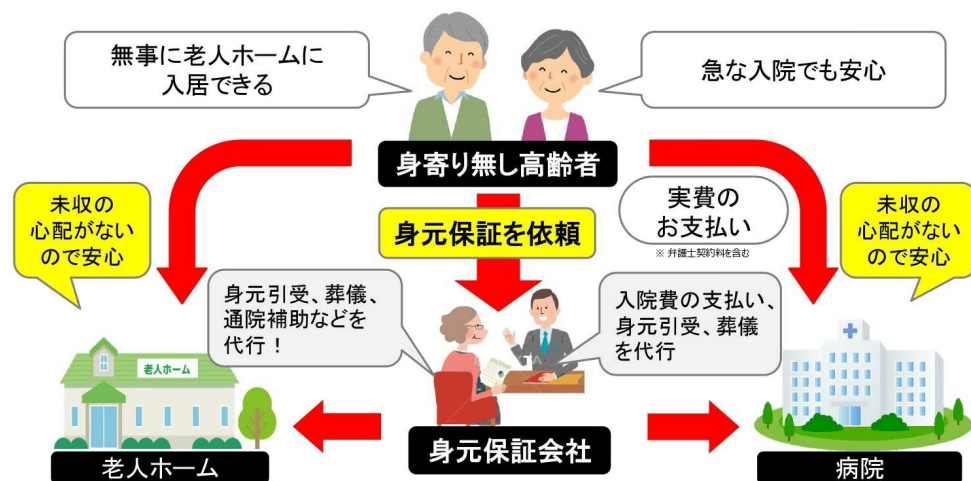 無事に老人ホームに
入居できる
急な入院でも安心
身寄り無し高齢者
未収の
心配がない
ので安心
身元保証を依頼
実費の
お支払い
※ 弁護士契約料を含む
未収の
心配がない
ので安心
身元引受、葬儀、
通院補助などを
代行！
入院費の支払い、
身元引受、葬儀
を代行
老人ホーム
老人ホーム
身元保証会社
病院